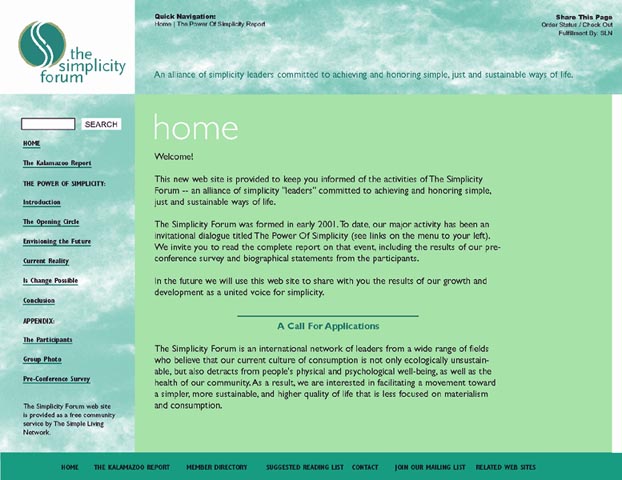 the
simplicity
forum
Quick Navigation:
Home | The Power Of Simplicity Report
Share This Page
Order Status / Check Out
Fulfillment By: SLN
An alliance of simplicity leaders committed to achieving and honoring simple, just and sustainable ways of life.
SEARCH
HOME
The Kalamazoo Report
THE POWER OF SIMPLICITY:
Introduction
The Opening Circle
Envisioning the Future
Current Reality
Is Change Possible
Conclusion
APPENDIX:
The Participants
Group Photo
Pre-Conference Survey
The Simplicity Forum web site
is provided as a free community
service by The Simple Living
Network.
home
Welcome!
This new web site is provided to keep you informed of the activities of The Simplicity
Forum -- an alliance of simplicity "leaders" committed to achieving and honoring simple,
just and sustainable ways of life.
The Simplicity Forum was formed in early 2001. To date, our major activity has been an
invitational dialogue titled The Power Of Simplicity (see links on the menu to your left).
We invite you to read the complete report on that event, including the results of our pre-
conference survey and biographical statements from the participants.
In the future we will use this web site to share with you the results of our growth and
development as a united voice for simplicity.
A Call For Applications
The Simplicity Forum is an international network of leaders from a wide range of fields
who believe that our current culture of consumption is not only ecologically unsustain-
able, but also detracts from people's physical and psychological well-being, as well as the
health of our community. As a result, we are interested in facilitating a movement toward
a simpler, more sustainable, and higher quality of life that is less focused on materialism
and consumption.
HOME THE KALAMAZOO REPORT MEMBER DIRECTORY SUGGESTED READING LIST CONTACT JOIN OUR MAILING LIST RELATED WEB SITES